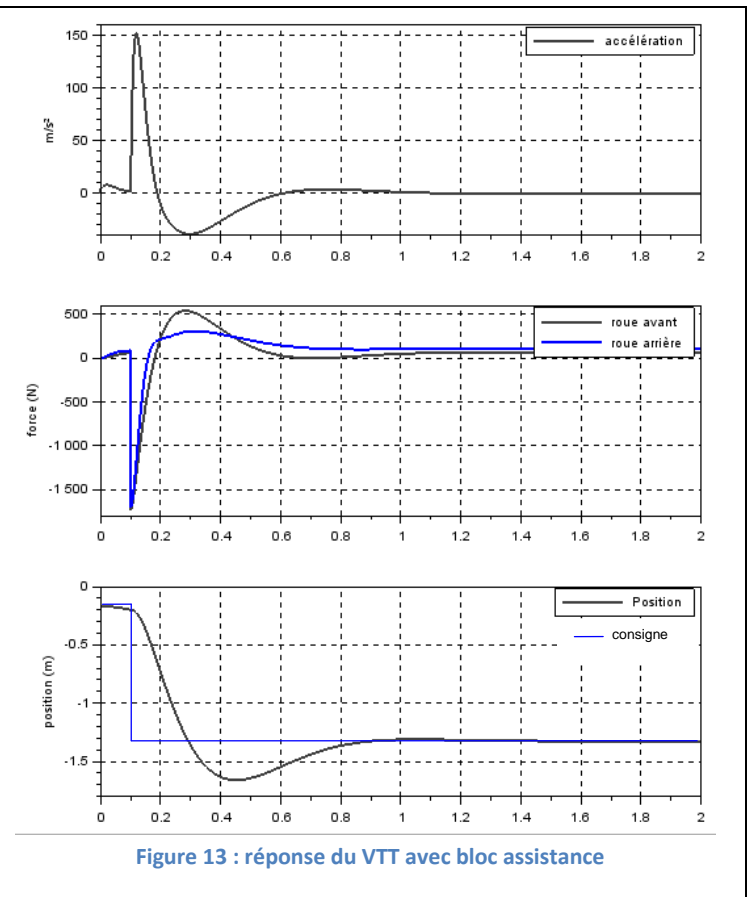 accélération
m/s²
150
100
50
0
0 0.2 0.4 0.6 0.8 1 1.2 1.4 1.6 1.8 2
roue avant
roue arrière
force (N)
500
0
-500
-1 000
-1 500
0 0.2 0.4 0.6 0.8 1 1.2 1.4 1.6 1.8 2
Position
consigne
position (m)
0
-0.5
-1
-1.5
0 0.2 0.4 0.6 0.8 1 1.2 1.4 1.6 1.8 2
Figure 13 : réponse du VTT avec bloc assistance